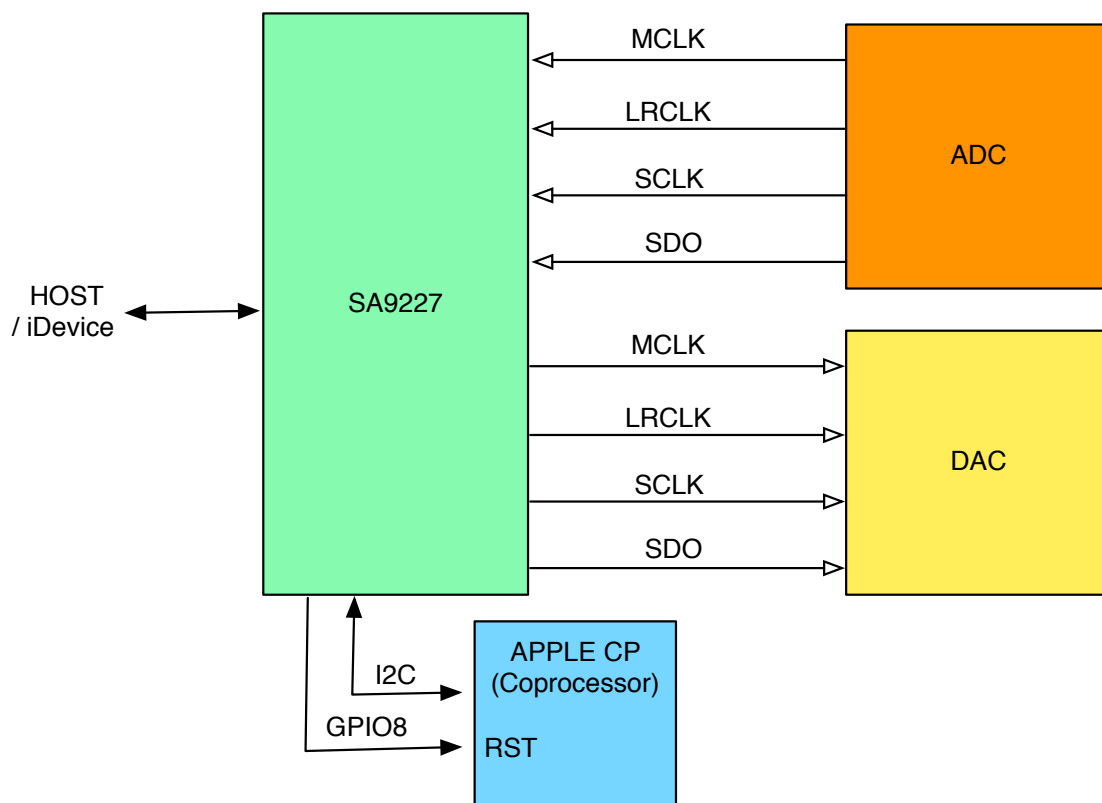 MCLK
LRCLK
SCLK
SDO
ADC
HOST
/ iDevice
SA9227
MCLK
LRCLK
SCLK
SDO
DAC
I2C
GPIO8
APPLE CP
(Coprocessor)
RST